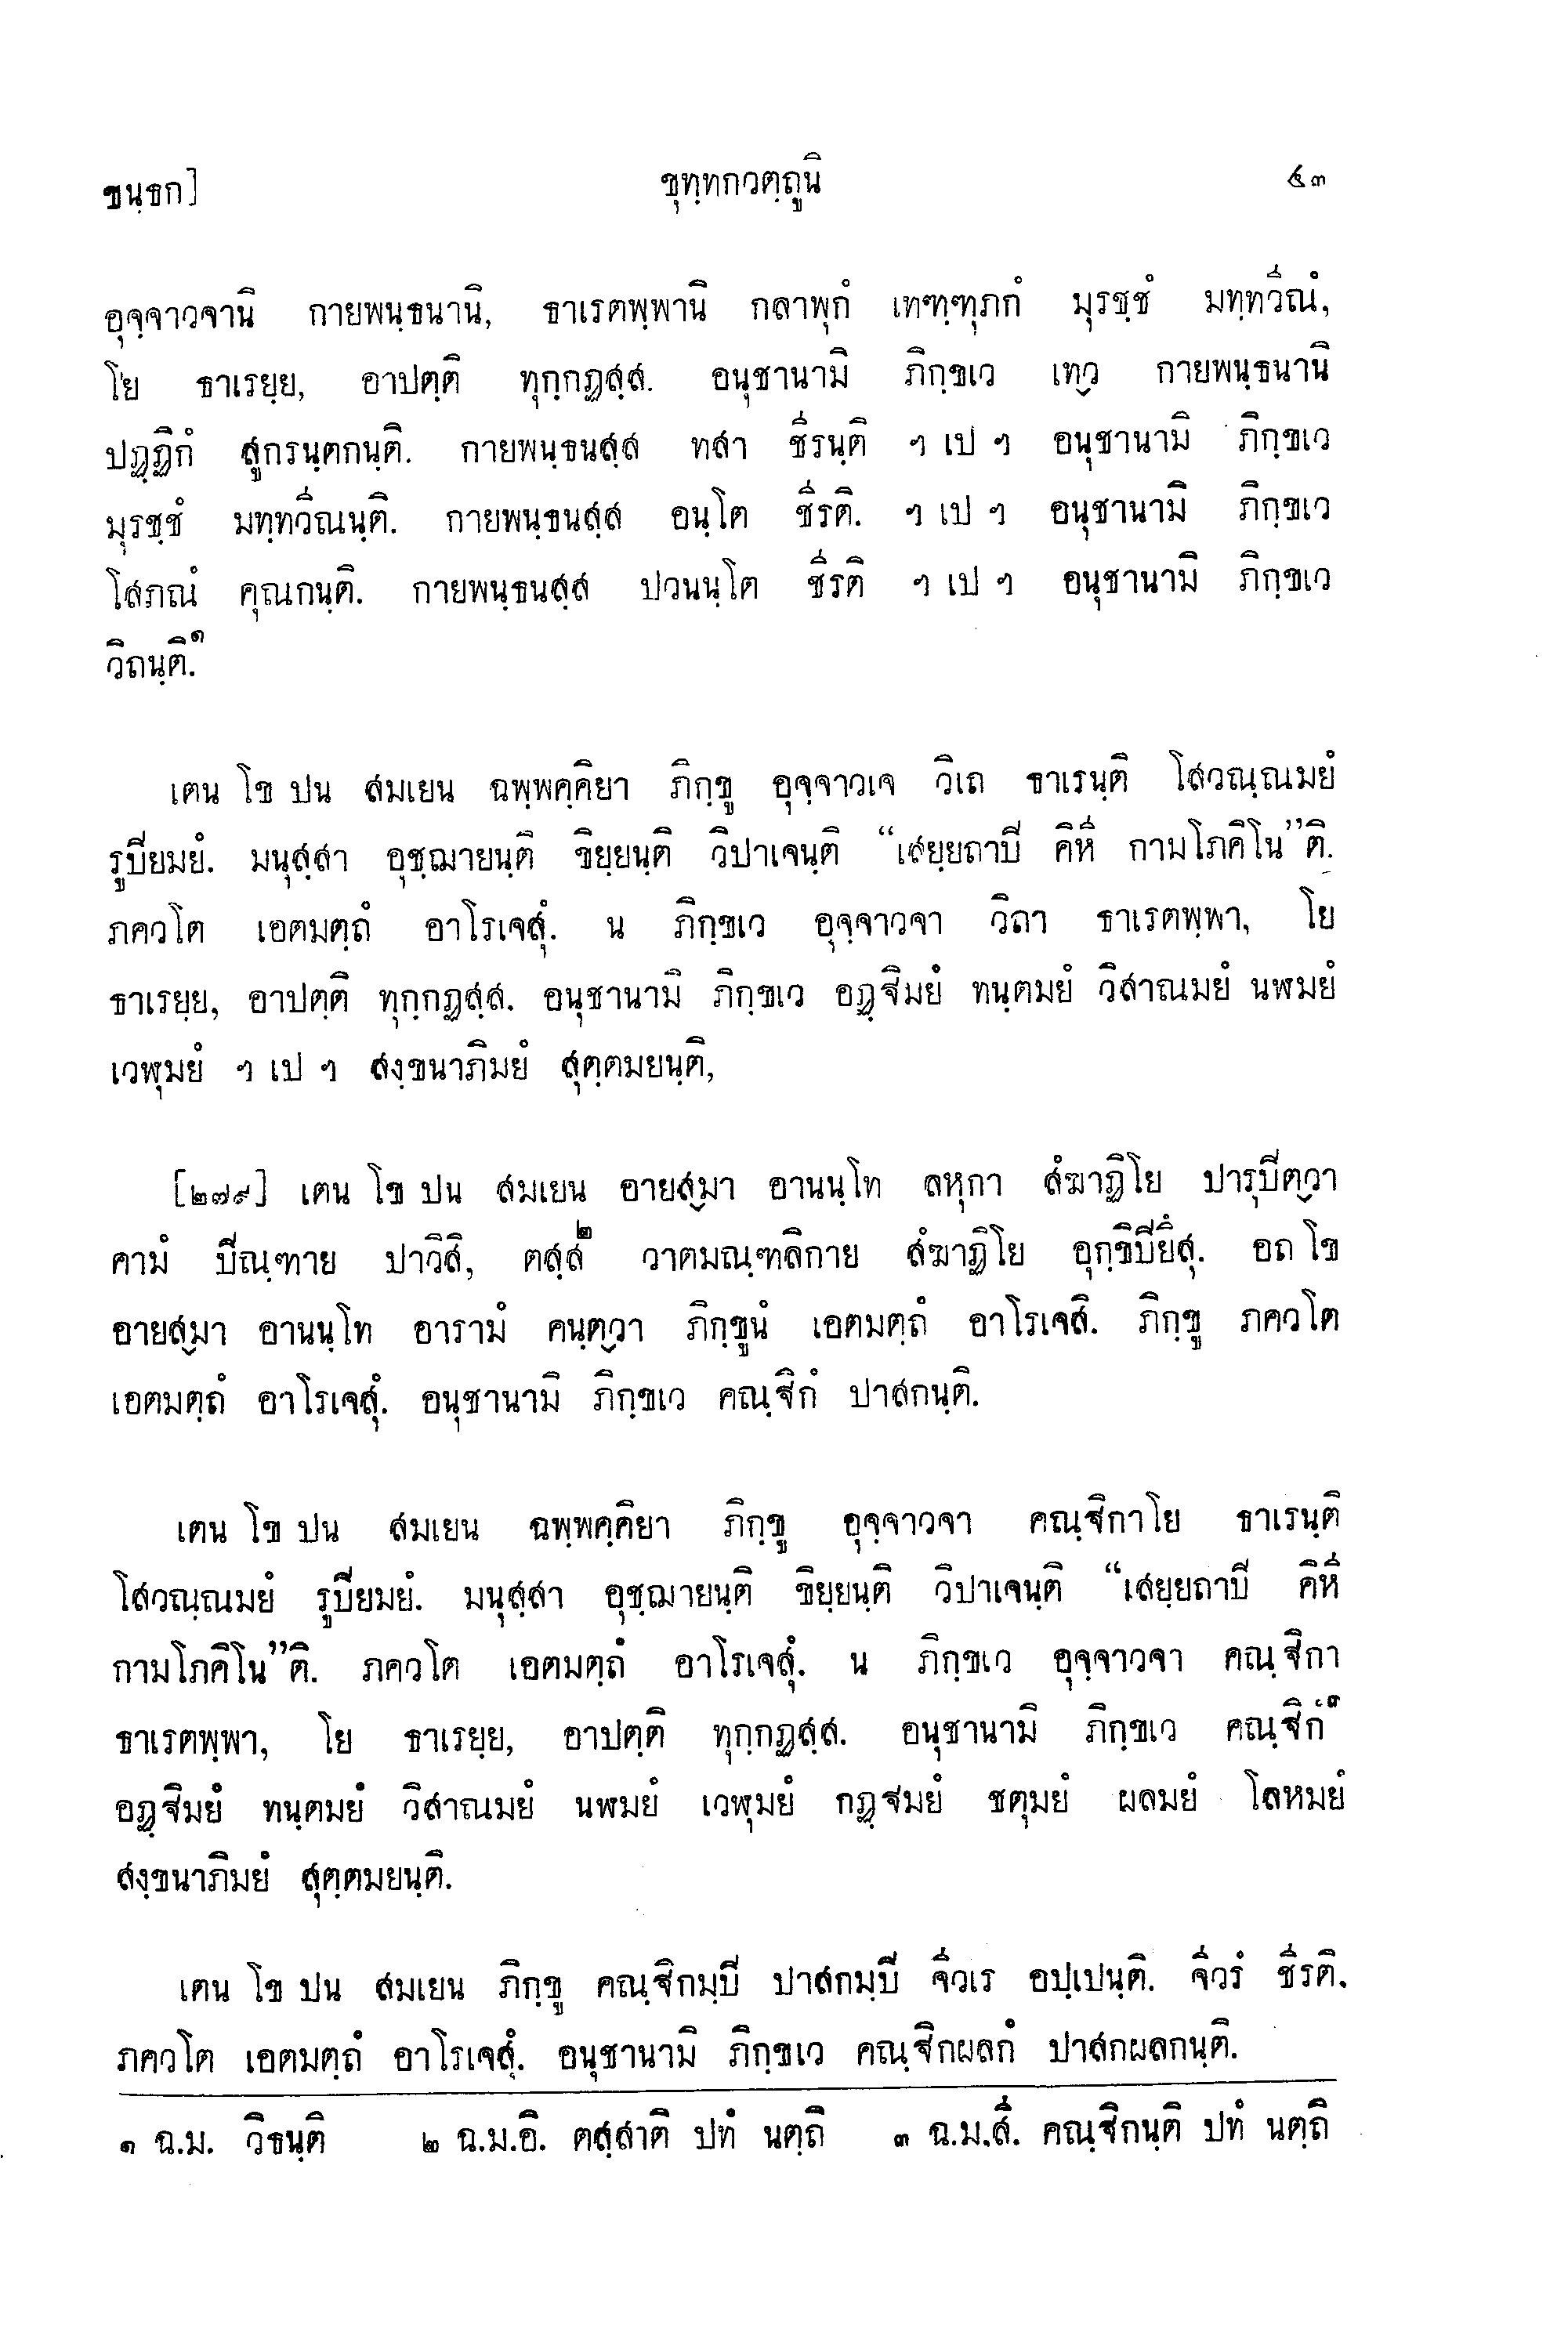 ขนฺธก]	ขุทฺทกวตฺถูนิ	๕๓
อุจฺจาวจานิ กายพนฺธนานิ, ธาเรตพฺพานิ กลาพุกํ เทฑฺฑุภกํ มุรชฺชํ มทฺทวีณํ,
โย ธาเรยฺย, อาปตฺติ ทุกฺกฏสฺส. อนุชานามิ ภิกฺขเว เทฺว กายพนฺธนานิ
ปฏฺฏิกํ สูกรนฺตกนฺติ. กายพนฺธนสฺส ทสา ชีรนฺติ ฯ เป ฯ อนุชานามิ ภิกฺขเว
มุรชฺชํ มทฺทวีณนฺติ. กายพนฺธนสฺส อนฺโต ชีรติ. ฯ เป ฯ อนุชานามิ ภิกฺขเว
โสภณํ คุณกนฺติ. กายพนฺธนสฺส ปวนนฺโต ชีรติ ฯ เป ฯ อนุชานามิ ภิกฺขเว
วิถนฺติ.๑
เตน โข ปน สมเยน ฉพฺพคฺคิยา ภิกฺขู อุจฺจาวเจ วิเถ ธาเรนฺติ โสวณฺณมยํ
รูปิยมยํ. มนุสฺสา อุชฺฌายนฺติ ขิยฺยนฺติ วิปาเจนฺติ “เสยฺยถาปิ คิหี กามโภคิโน”ติ.
ภควโต เอตมตฺถํ อาโรเจสุํ. น ภิกฺขเว อุจฺจาวจา วิถา ธาเรตพฺพา, โย
ธาเรยฺย, อาปตฺติ ทุกฺกฏสฺส. อนุชานามิ ภิกฺขเว อฏฺฐิมยํ ทนฺตมยํ วิสาณมยํ นฬมยํ
เวฬุมยํ ฯ เป ฯ สงฺขนาภิมยํ สุตฺตมยนฺติ,
[๒๗๙] เตน โข ปน สมเยน อายสฺมา อานนฺโท ลหุกา สํฆาฏิโย ปารุปิตฺวา
คามํ ปิณฺฑาย ปาวิสิ, ตสฺส๒ วาตมณฺฑลิกาย สํฆาฏิโย อุกฺขิปิยึสุ. อถ โข
อายสฺมา อานนฺโท อารามํ คนฺตฺวา ภิกฺขูนํ เอตมตฺถํ อาโรเจสิ. ภิกฺขู ภควโต
เอตมตฺถํ อาโรเจสุํ. อนุชานามิ ภิกฺขเว คณฺฐิกํ ปาสกนฺติ.
เตน โข ปน สมเยน ฉพฺพคฺคิยา ภิกฺขู อุจฺจาวจา คณฺฐิกาโย ธาเรนฺติ
โสวณฺณมยํ รูปิยมยํ. มนุสฺสา อุชฺฌายนฺติ ขิยฺยนฺติ วิปาเจนฺติ “เสยฺยถาปิ คิหี
กามโภคิโน”ติ. ภควโต เอตมตฺถํ อาโรเจสุํ. น ภิกฺขเว อุจฺจาวจา คณฺฐิกา
ธาเรตพฺพา, โย ธาเรยฺย, อาปตฺติ ทุกฺกฏสฺส. อนุชานามิ ภิกฺขเว คณฺฐิกํ๓
อฏฺฐิมยํ ทนฺตมยํ วิสาณมยํ นฬมยํ เวฬุมยํ กฏฺฐมยํ ชตุมยํ ผลมยํ โลหมยํ
สงฺขนาภิมยํ สุตฺตมยนฺติ.
เตน โข ปน สมเยน ภิกฺขู คณฺฐิกมฺปิ ปาสกมฺปิ จีวเร อปฺเปนฺติ. จีวรํ ชีรติ.
ภควโต เอตมตฺถํ อาโรเจสุํ. อนุชานามิ ภิกฺขเว คณฺฐิกผลกํ ปาสกผลกนฺติ.
๑ ฉ.ม. วิธนฺติ ๒ ฉ.ม.อิ. ตสฺสาติ ปทํ นตฺถิ ๓ ฉ.ม.สี. คณฺฐิกนฺติ ปทํ นตฺถิ